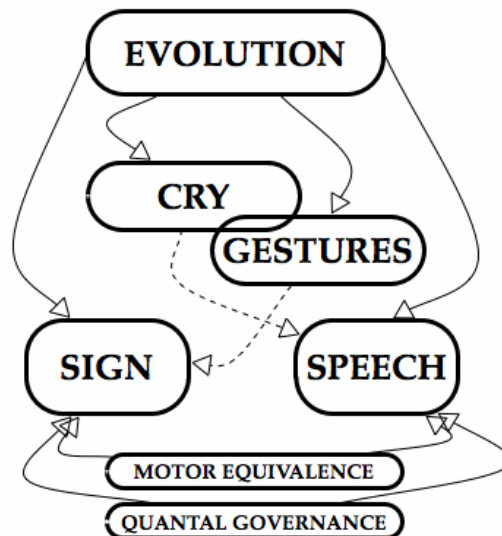 EVOLUTION
CRY
GESTURES
SIGN
SPEECH
MOTOR EQUIVALENCE
QUANTAL GOVERNANCE